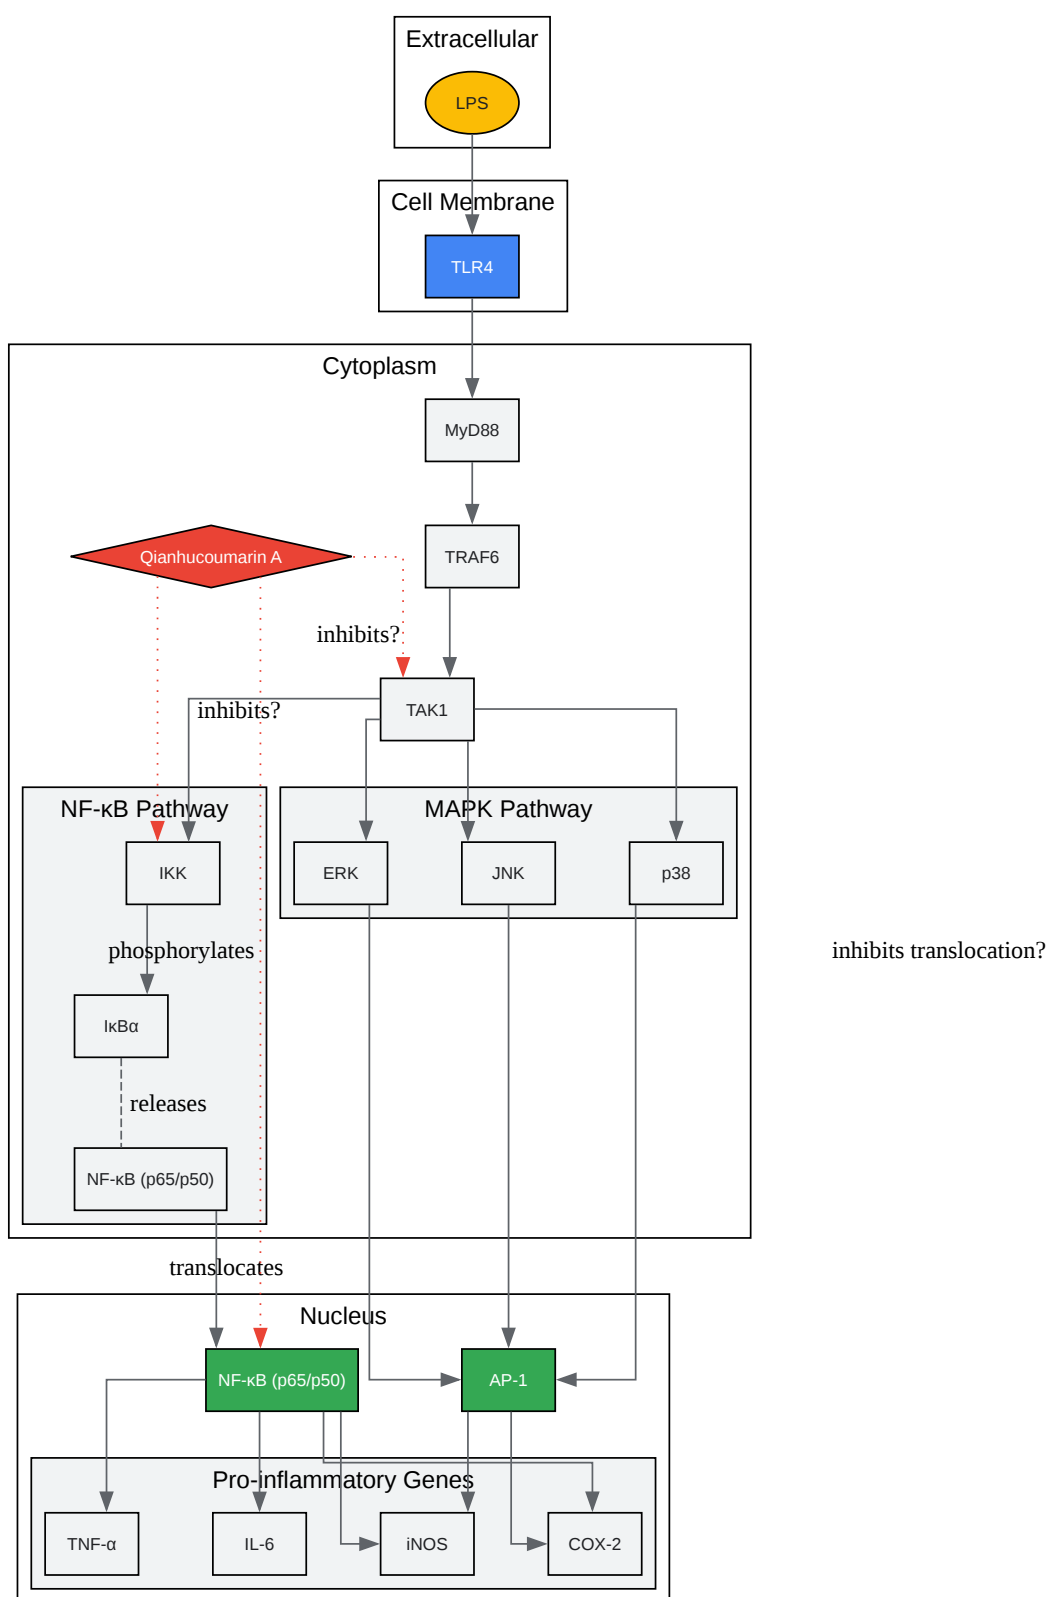 Extracellular
LPS
Cell Membrane
TLR4
Cytoplasm
MyD88
Qianhucoumarin A
TRAF6
inhibits?
inhibits?
TAK1
NF-κB Pathway
MAPK Pathway
IKK
ERK
JNK
p38
phosphorylates
inhibits translocation?
IκBα
releases
NF-κB (p65/p50)
translocates
Nucleus
NF-κB (p65/p50)
AP-1
Pro-inflammatory Genes
TNF-α
IL-6
iNOS
COX-2